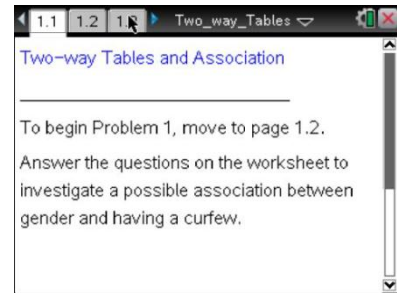 1.1 1.2 Two_way_Tables
Two-way Tables and Association
To begin Problem 1, move to page 1.2.
Answer the questions on the worksheet to
investigate a possible association between
gender and having a curfew.